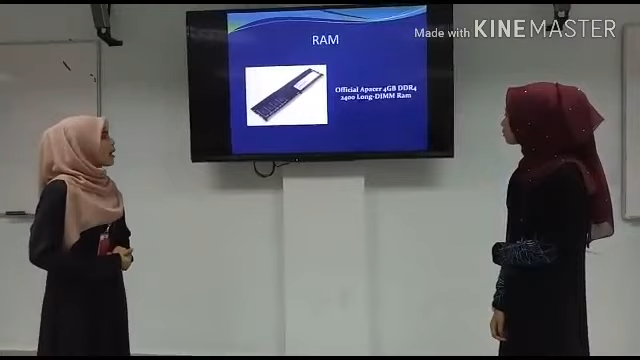 Made with KINEMASTER
RAM
Official Apacer 4GB DDR4
2400 Long-DIMM Ram